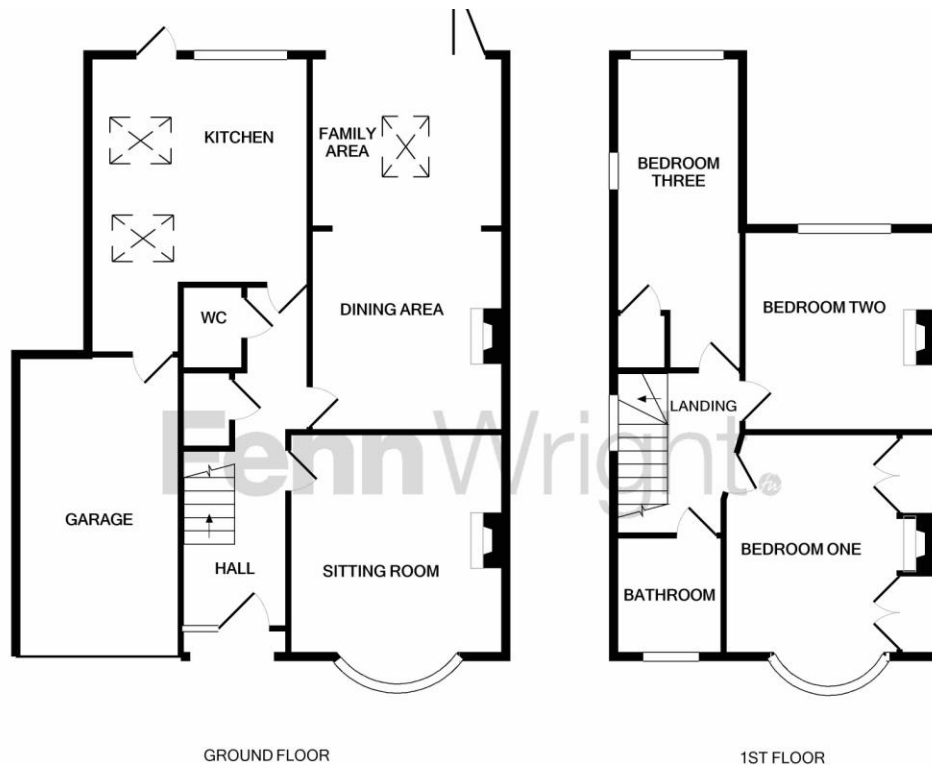 KITCHEN
FAMILY
AREA
WC
DINING AREA
GARAGE
HALL
SITTING ROOM
BEDROOM
THREE
BEDROOM TWO
LANDING
BEDROOM ONE
BATHROOM
FennWright.
fw
GROUND FLOOR
1ST FLOOR